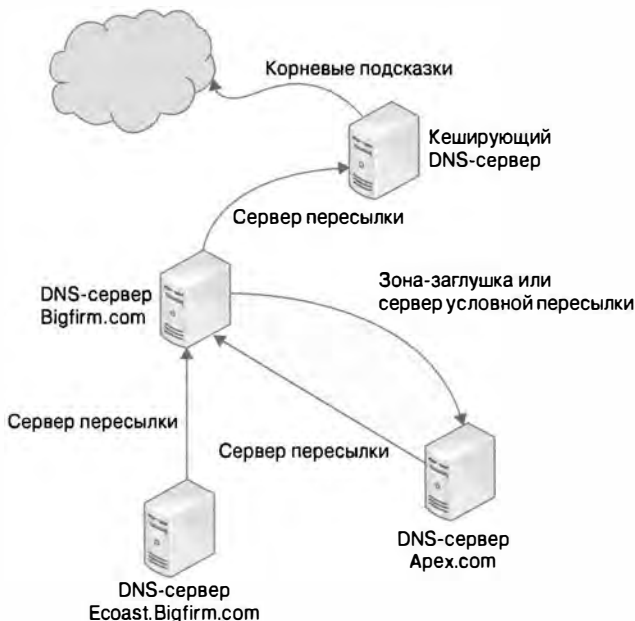 Корневые подсказки
Кеширующий
DNS-сервер
Сервер пересылки
Зона-заглушка или
сервер условной пересылки
DNS-сервер
Bigfirm.com
Сервер пересылки
Сервер пересылки
DNS-сервер
Apex.com
DNS-сервер
Ecoast.Bigfirm.com